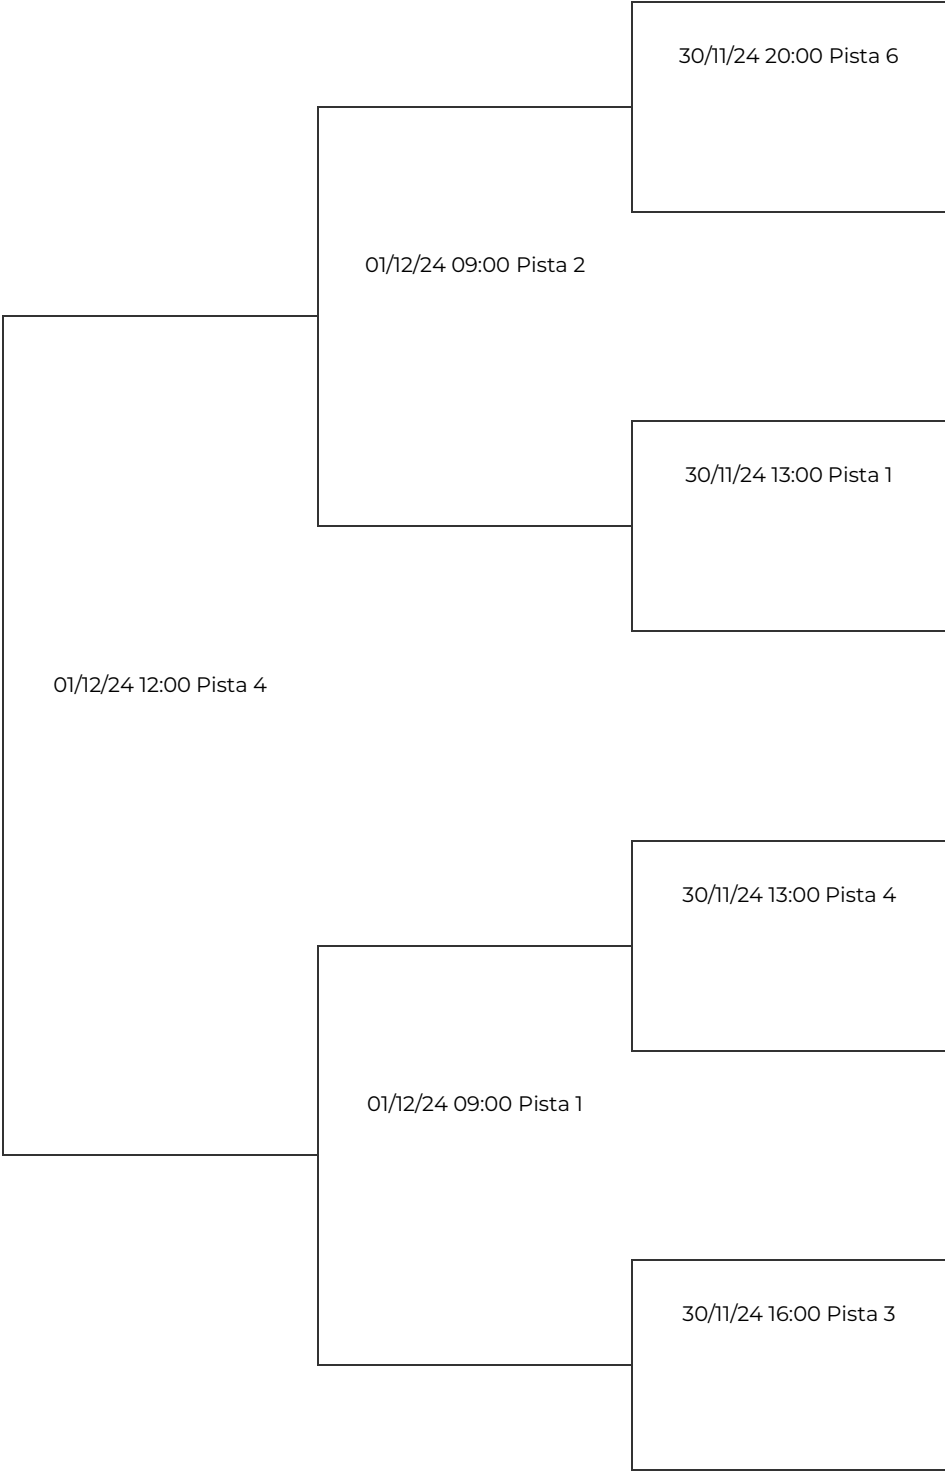 30/11/24 20:00 Pista 6
01/12/24 09:00 Pista 2
30/11/24 13:00 Pista 1
01/12/24 12:00 Pista 4
30/11/24 13:00 Pista 4
01/12/24 09:00 Pista 1
30/11/24 16:00 Pista 3